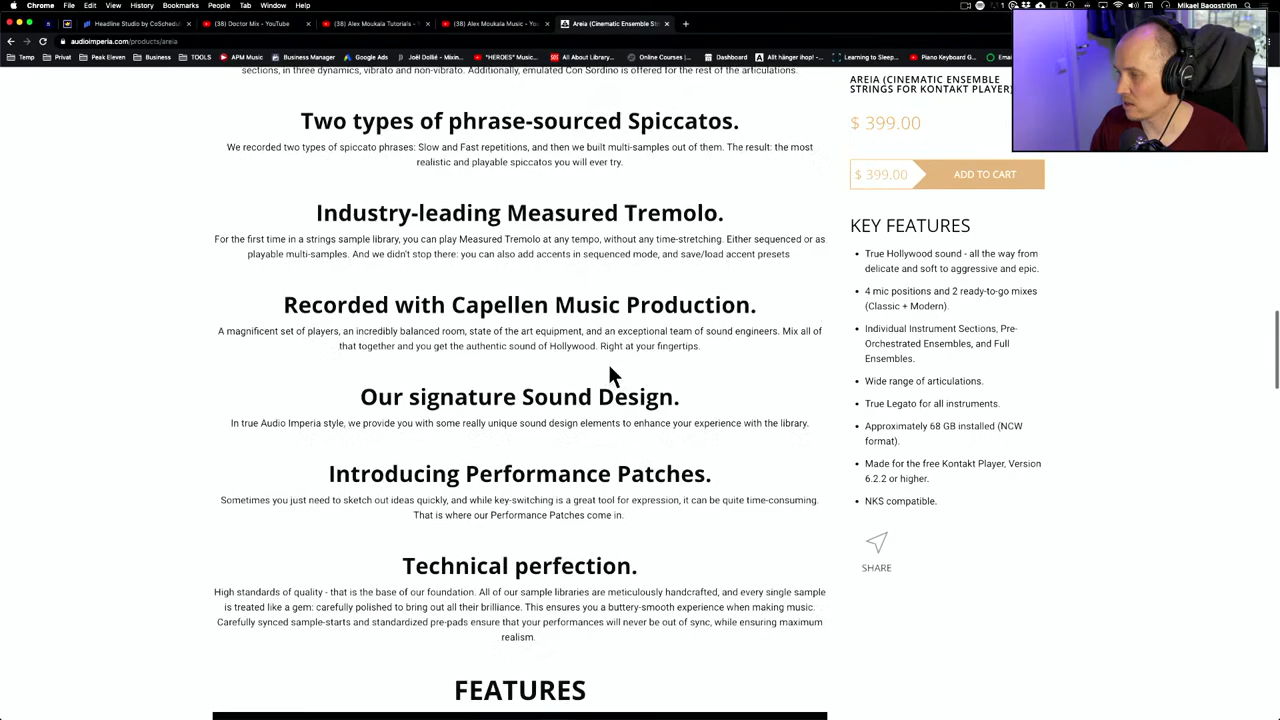 Chrome File Edit View History Bookmarks People Tab Window Help
Mikael Baggström
Headline Studio by CoSchedul
(38) Doctor Mix - YouTube
(38) Alex Moukala Tutorials -
(38) Alex Moukala Music - You
Areia (Cinematic Ensemble Str
audioimperia.com/products/areia
Temp Privat Peak Eleven Business TOOLS APM Music Business Manager Google Ads Joël Dollié - Mixin "HEROES" Music... All About Library... Online Courses |... Dashboard Allt hänger ihop! -... Learning to Sleep... Piano Keyboard G...
sections, in three dynamics, vibrato and non-vibrato. Additionally, emulated Con Sordino is offered for the rest of the articulations.
Two types of phrase-sourced Spiccatos.
We recorded two types of spiccato phrases: Slow and Fast repetitions, and then we built multi-samples out of them. The result: the most
realistic and playable spiccatos you will ever try.
Industry-leading Measured Tremolo.
For the first time in a strings sample library, you can play Measured Tremolo at any tempo, without any time-stretching. Either sequenced or as
playable multi-samples. And we didn't stop there: you can also add accents in sequenced mode, and save/load accent presets
Recorded with Capellen Music Production.
A magnificent set of players, an incredibly balanced room, state of the art equipment, and an exceptional team of sound engineers. Mix all of
that together and you get the authentic sound of Hollywood. Right at your fingertips.
Our signature Sound Design.
In true Audio Imperia style, we provide you with some really unique sound design elements to enhance your experience with the library.
Introducing Performance Patches.
Sometimes you just need to sketch out ideas quickly, and while key-switching is a great tool for expression, it can be quite time-consuming.
That is where our Performance Patches come in.
Technical perfection.
High standards of quality - that is the base of our foundation. All of our sample libraries are meticulously handcrafted, and every single sample
is treated like a gem: carefully polished to bring out all their brilliance. This ensures you a buttery-smooth experience when making music.
Carefully synced sample-starts and standardized pre-pads ensure that your performances will never be out of sync, while ensuring maximum
realism.
FEATURES
AREIA (CINEMATIC ENSEMBLE
STRINGS FOR KONTAKT PLAYER)
$ 399.00
$ 399.00 ADD TO CART
KEY FEATURES
• True Hollywood sound - all the way from
delicate and soft to aggressive and epic.
• 4 mic positions and 2 ready-to-go mixes
(Classic + Modern).
• Individual Instrument Sections, Pre-
Orchestrated Ensembles, and Full
Ensembles.
• Wide range of articulations.
• True Legato for all instruments.
• Approximately 68 GB installed (NCW
format).
• Made for the free Kontakt Player, Version
6.2.2 or higher.
• NKS compatible.
SHARE